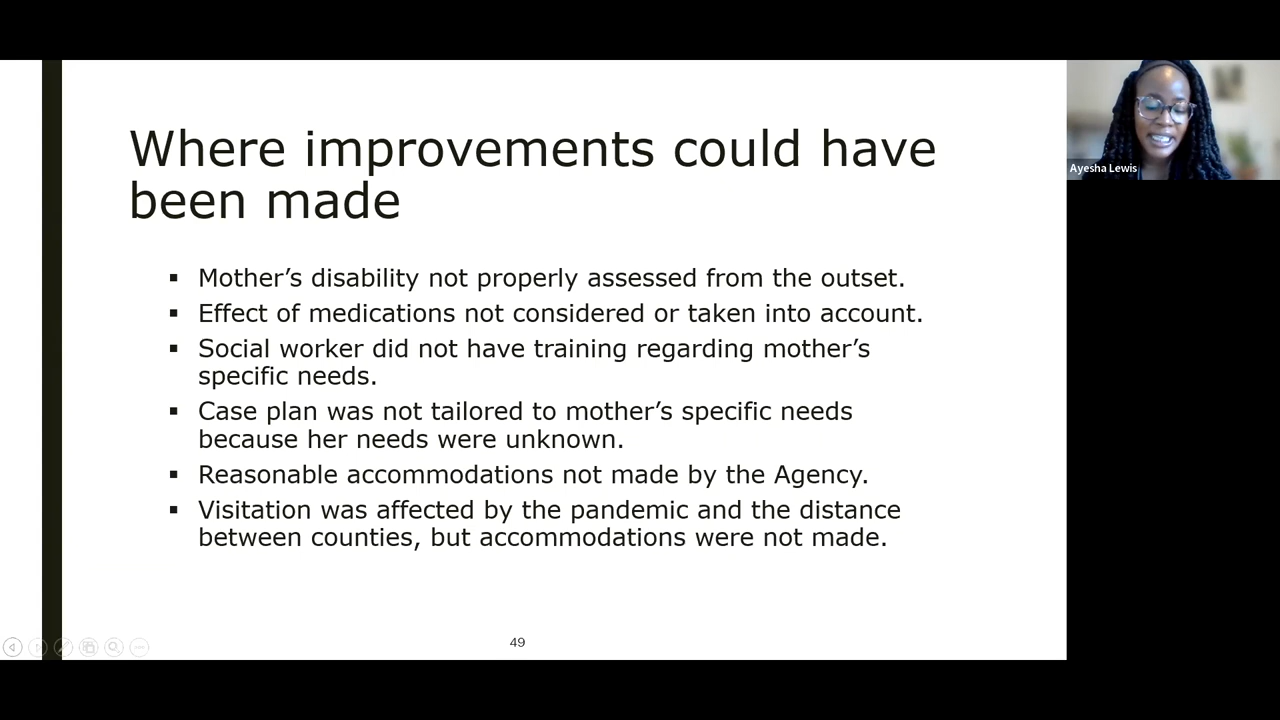 Where improvements could have
been made
▪ Mother’s disability not properly assessed from the outset.
▪ Effect of medications not considered or taken into account.
▪ Social worker did not have training regarding mother’s
specific needs.
▪ Case plan was not tailored to mother’s specific needs
because her needs were unknown.
▪ Reasonable accommodations not made by the Agency.
▪ Visitation was affected by the pandemic and the distance
between counties, but accommodations were not made.
49
Ayesha Lewis